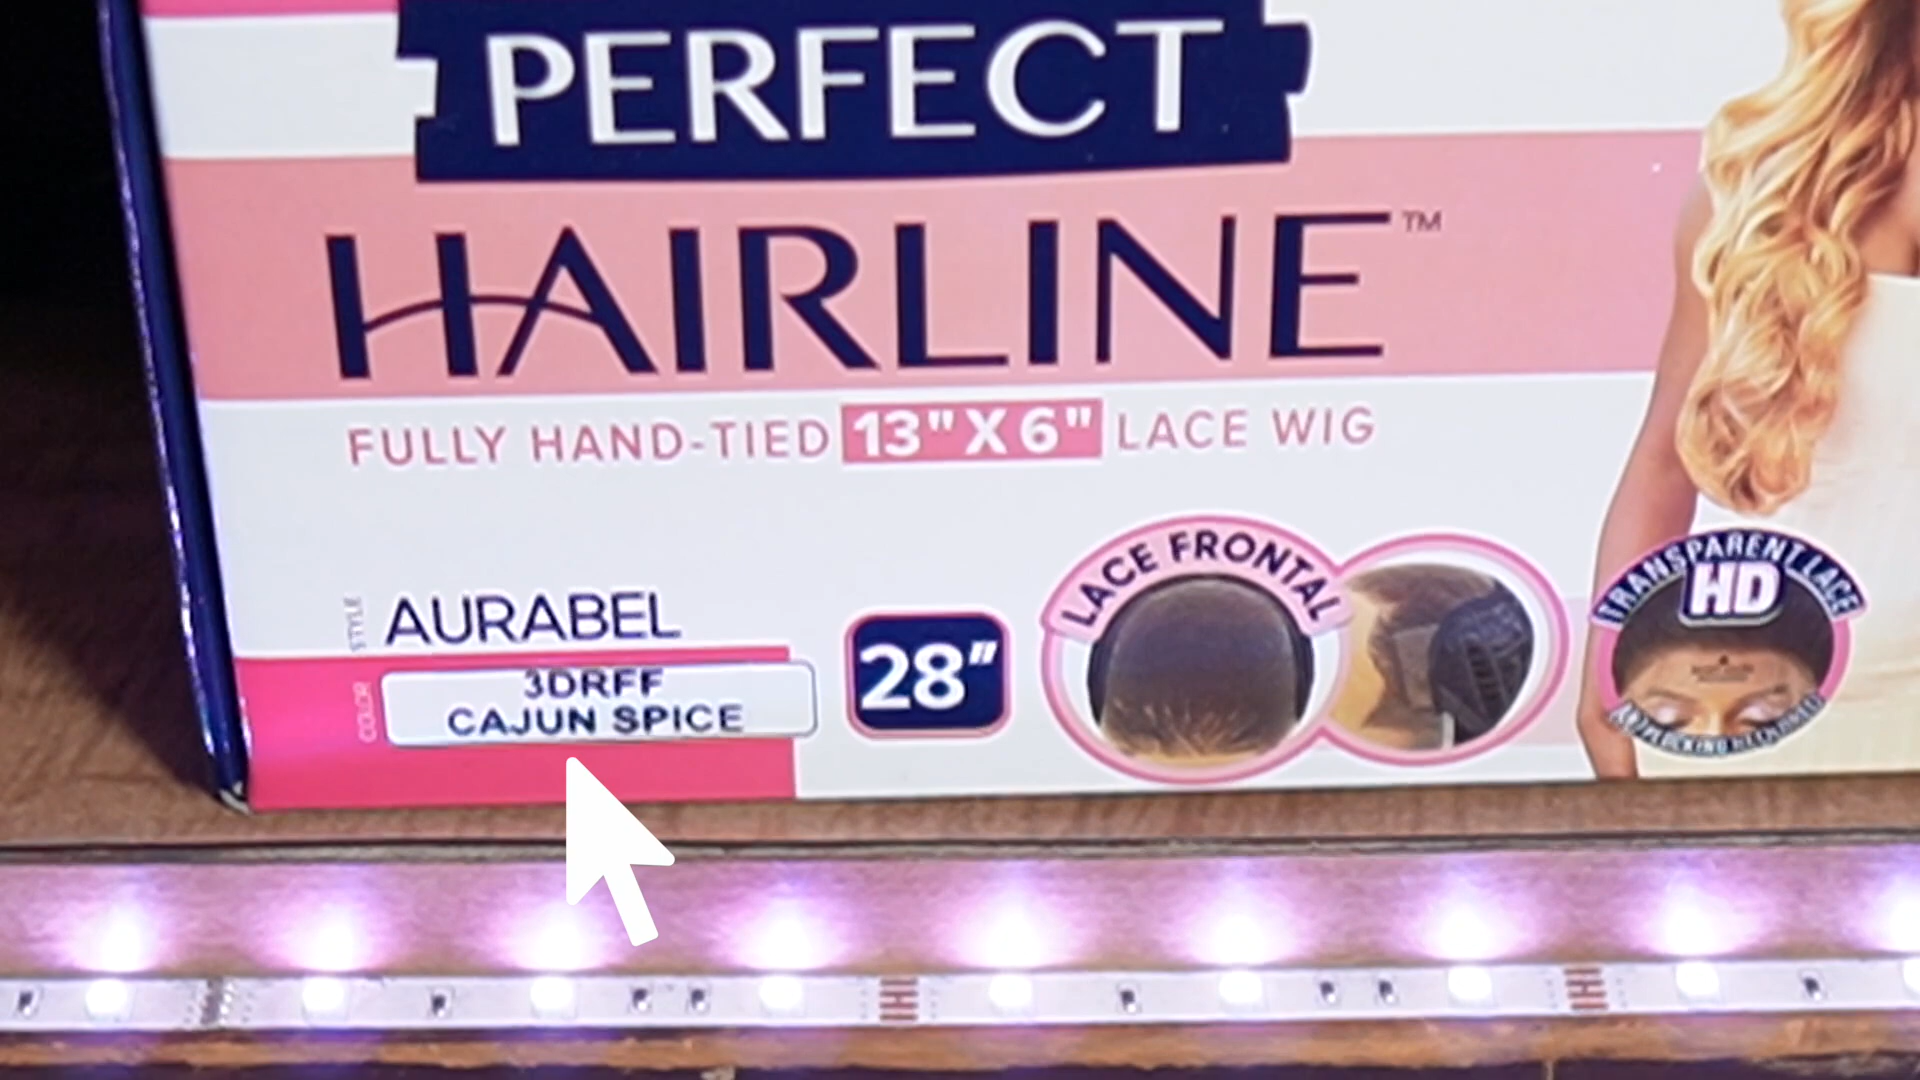 PERFECT
HAIRLINE™
FULLY HAND-TIED 13" X 6" LACE WIG
STYLE AURABEL
COLOR 3DRFF
CAJUN SPICE
28"
LACE FRONTAL
TRANSPARENT LACE
HD